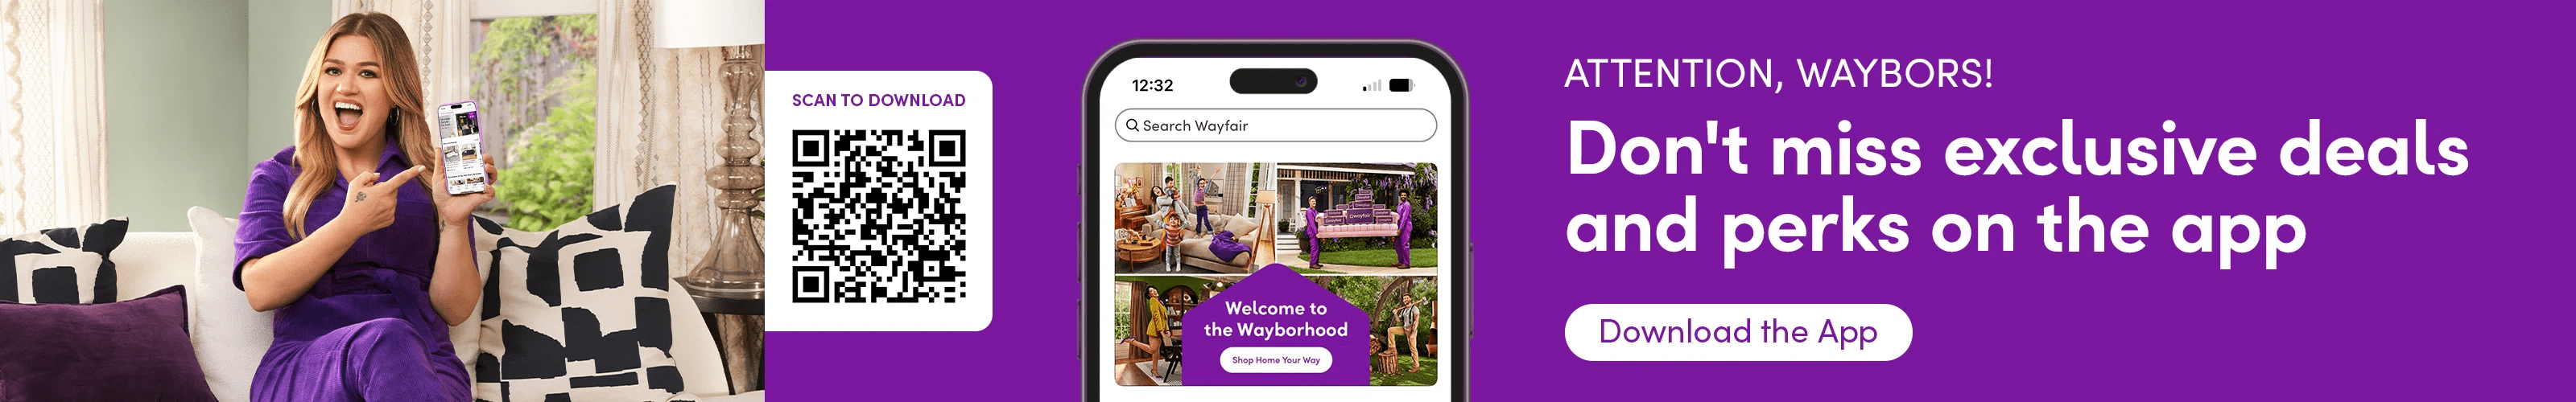 SCAN TO DOWNLOAD
12:32
Search Wayfair
Welcome to
the Wayborhood
Shop Home Your Way
ATTENTION, WAYBORS!
Don't miss exclusive deals
and perks on the app
Download the App